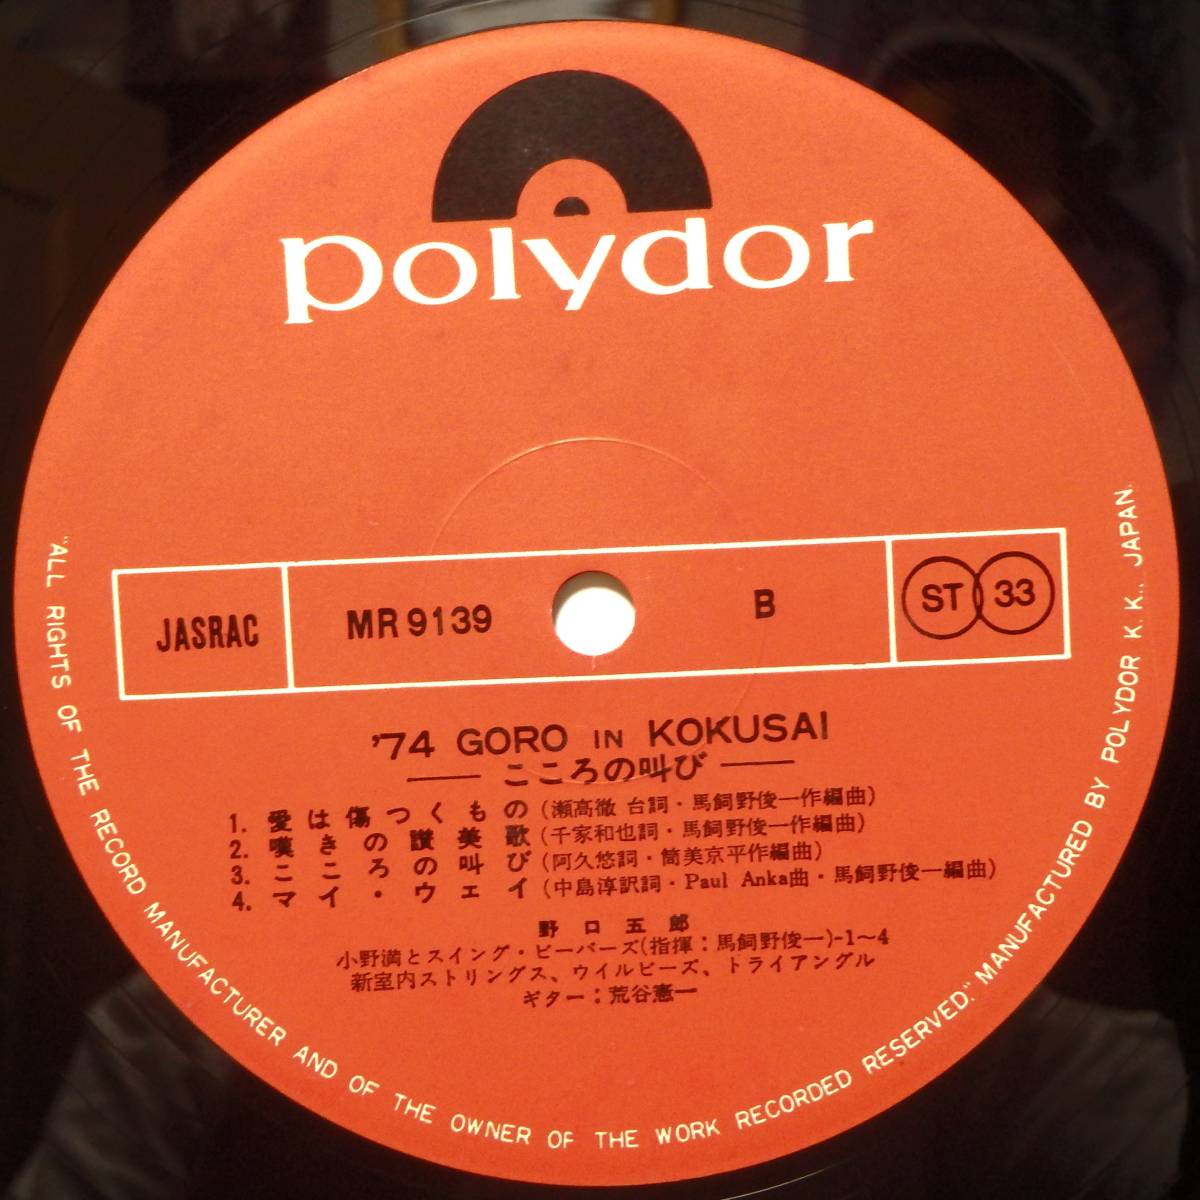 polydor
JASRAC
MR 9139
B
ST 33
'74 GORO IN KOKUSAI
—— こころの叫び ——
1. 愛は傷つくもの (瀬高徹 台詞・馬飼野俊一作編曲)
2. 嘆きの讃美歌 (千家和也詞・馬飼野俊一作編曲)
3. こころの叫び (阿久悠詞・筒美京平作編曲)
4. マイ・ウェイ (中島淳訳詞・Paul Anka曲・馬飼野俊一編曲)
野口五郎
小野満とスイング・ビーバーズ(指揮：馬飼野俊一)-1〜4
新室内ストリングス、ウイルビーズ、トライアングル
ギター：荒谷憲一
"ALL RIGHTS OF THE RECORD MANUFACTURER AND OF THE OWNER OF THE WORK RECORDED RESERVED." MANUFACTURED BY POLYDOR K. K., JAPAN.